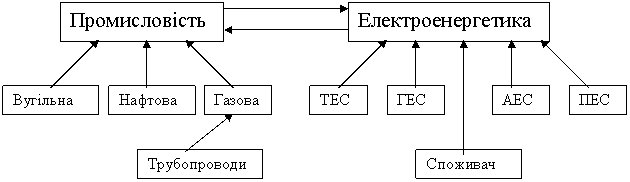 Промисловість
Електроенергетика
Вугільна
Нафтова
Газова
ТЕС
ГЕС
АЕС
ПЕС
Трубопроводи
Споживач